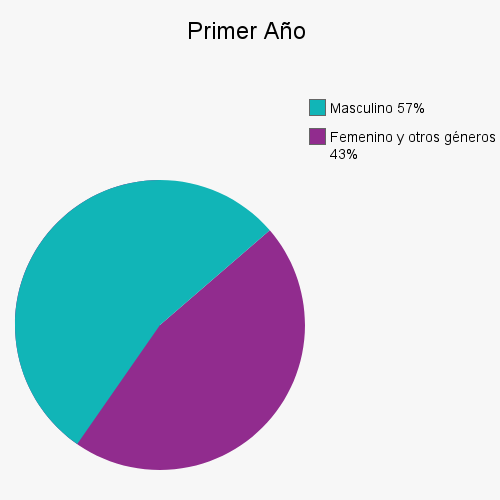 Primer Año
Masculino 57%
Femenino y otros géneros
43%